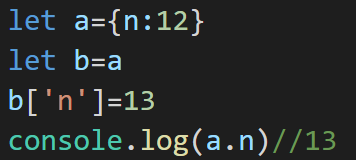 let a={n:12}
let b=a
b['n']=13
console.log(a.n)//13